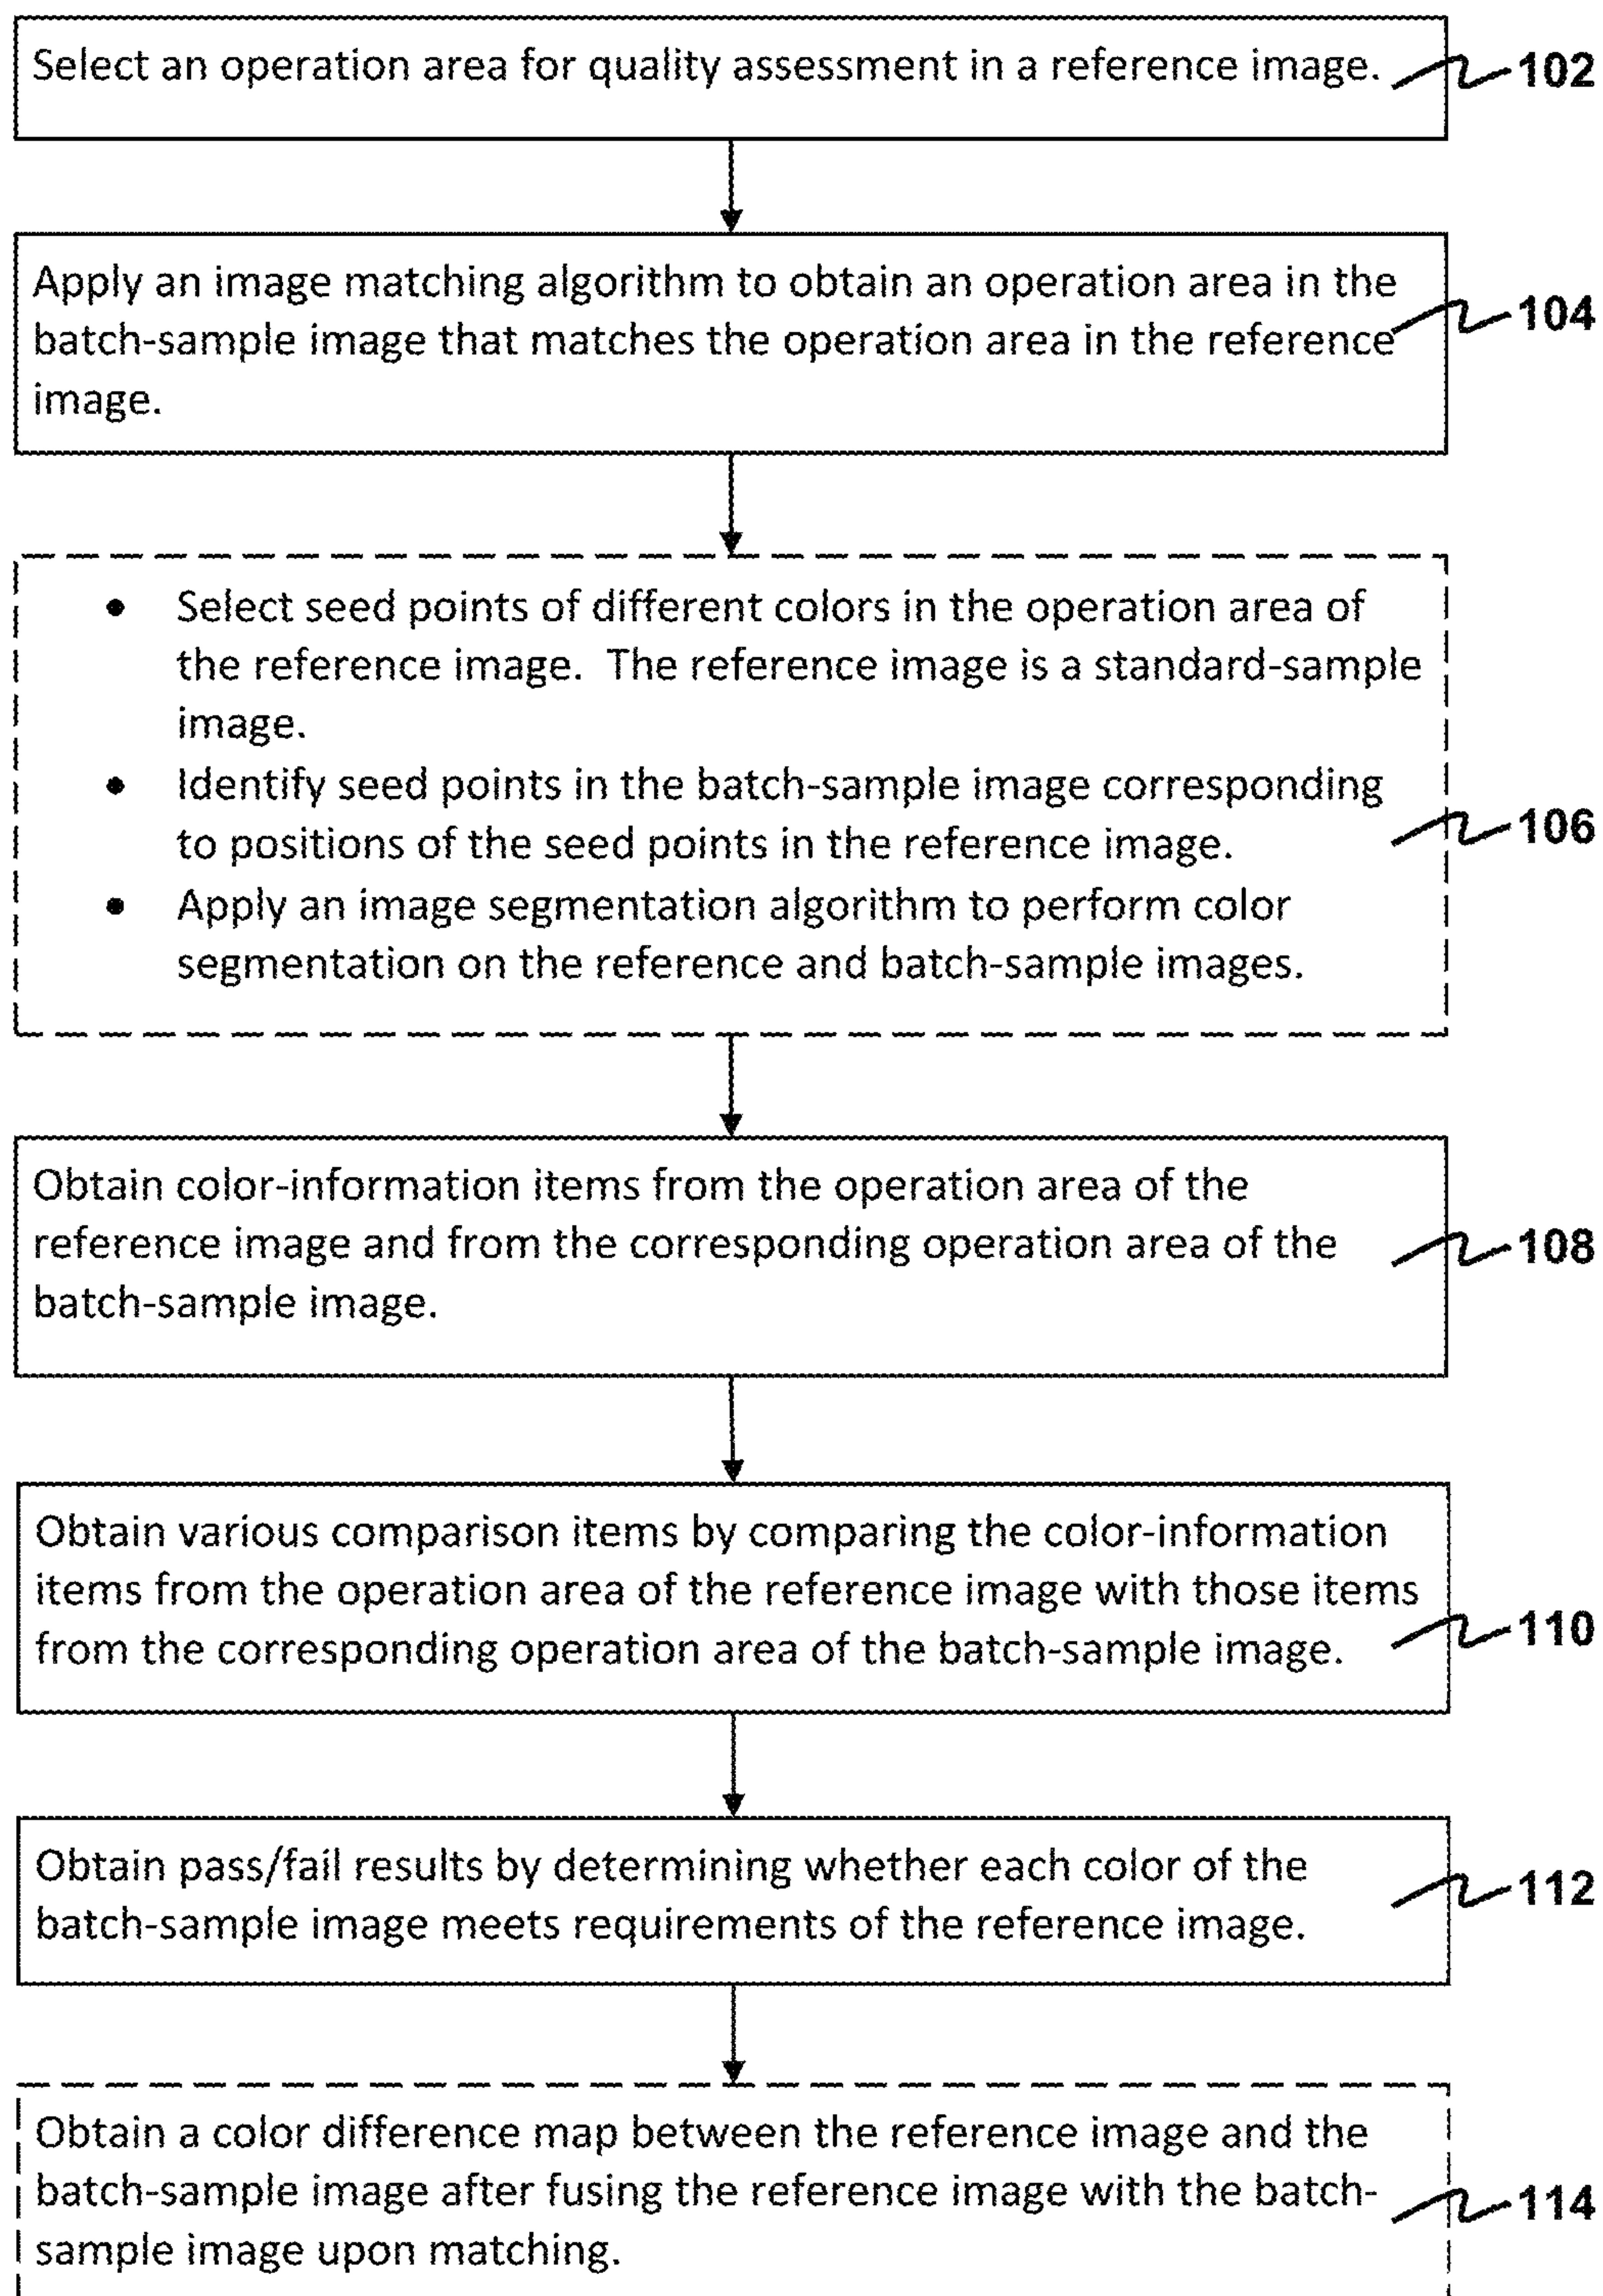 Select an operation area for quality assessment in a reference image.
102
Apply an image matching algorithm to obtain an operation area in the
batch-sample image that matches the operation area in the reference
image.
104
• Select seed points of different colors in the operation area of
the reference image.  The reference image is a standard-sample
image.
• Identify seed points in the batch-sample image corresponding
to positions of the seed points in the reference image.
• Apply an image segmentation algorithm to perform color
segmentation on the reference and batch-sample images.
106
Obtain color-information items from the operation area of the
reference image and from the corresponding operation area of the
batch-sample image.
108
Obtain various comparison items by comparing the color-information
items from the operation area of the reference image with those items
from the corresponding operation area of the batch-sample image.
110
Obtain pass/fail results by determining whether each color of the
batch-sample image meets requirements of the reference image.
112
Obtain a color difference map between the reference image and the
batch-sample image after fusing the reference image with the batch-
sample image upon matching.
114